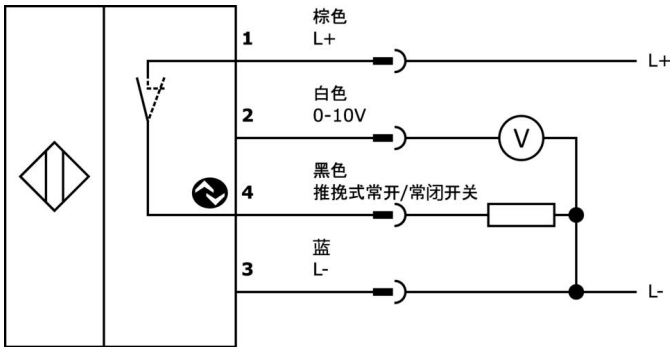 棕色
1 L+ L+
白色
2 0-10V
V
黑色
4 推挽式常开/常闭开关
蓝
3 L- L-